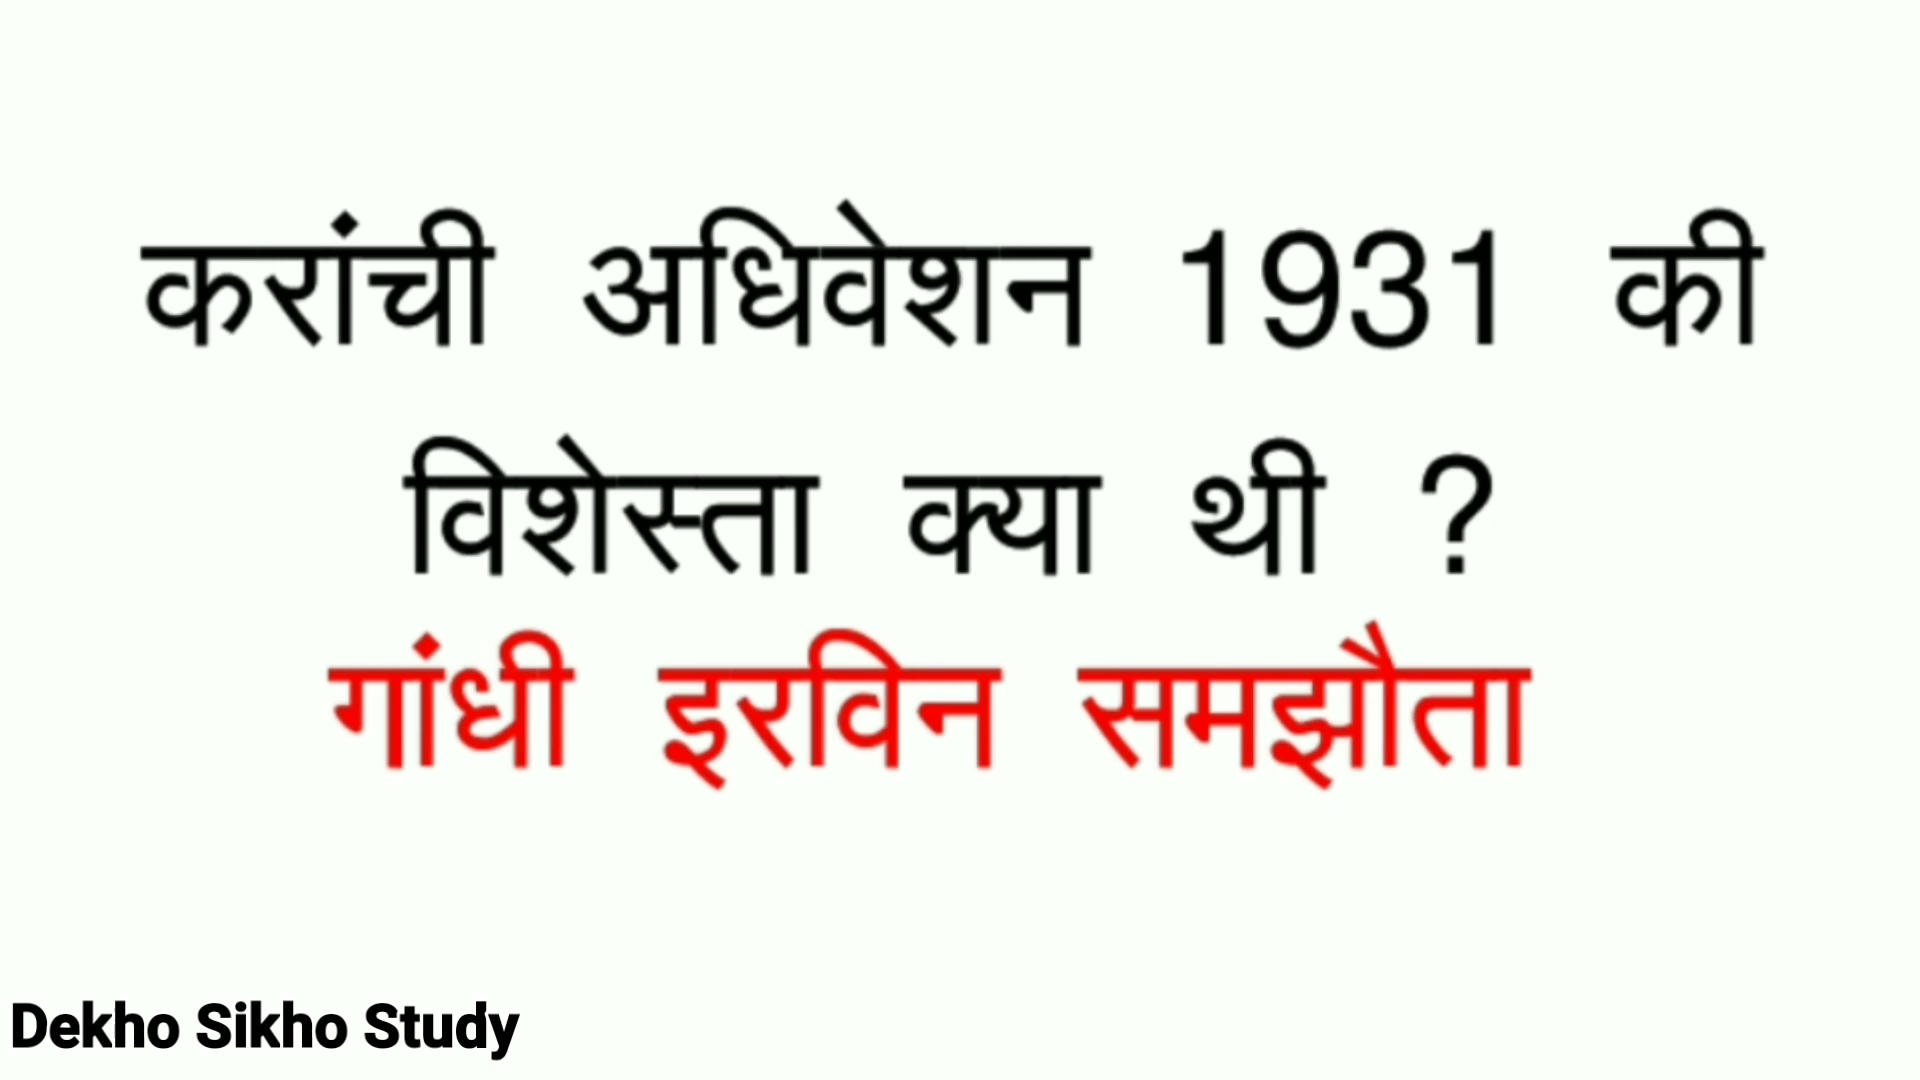 करांची अधिवेशन 1931 की
विशेस्ता क्या थी ?
गांधी इरविन समझौता
Dekho Sikho Study